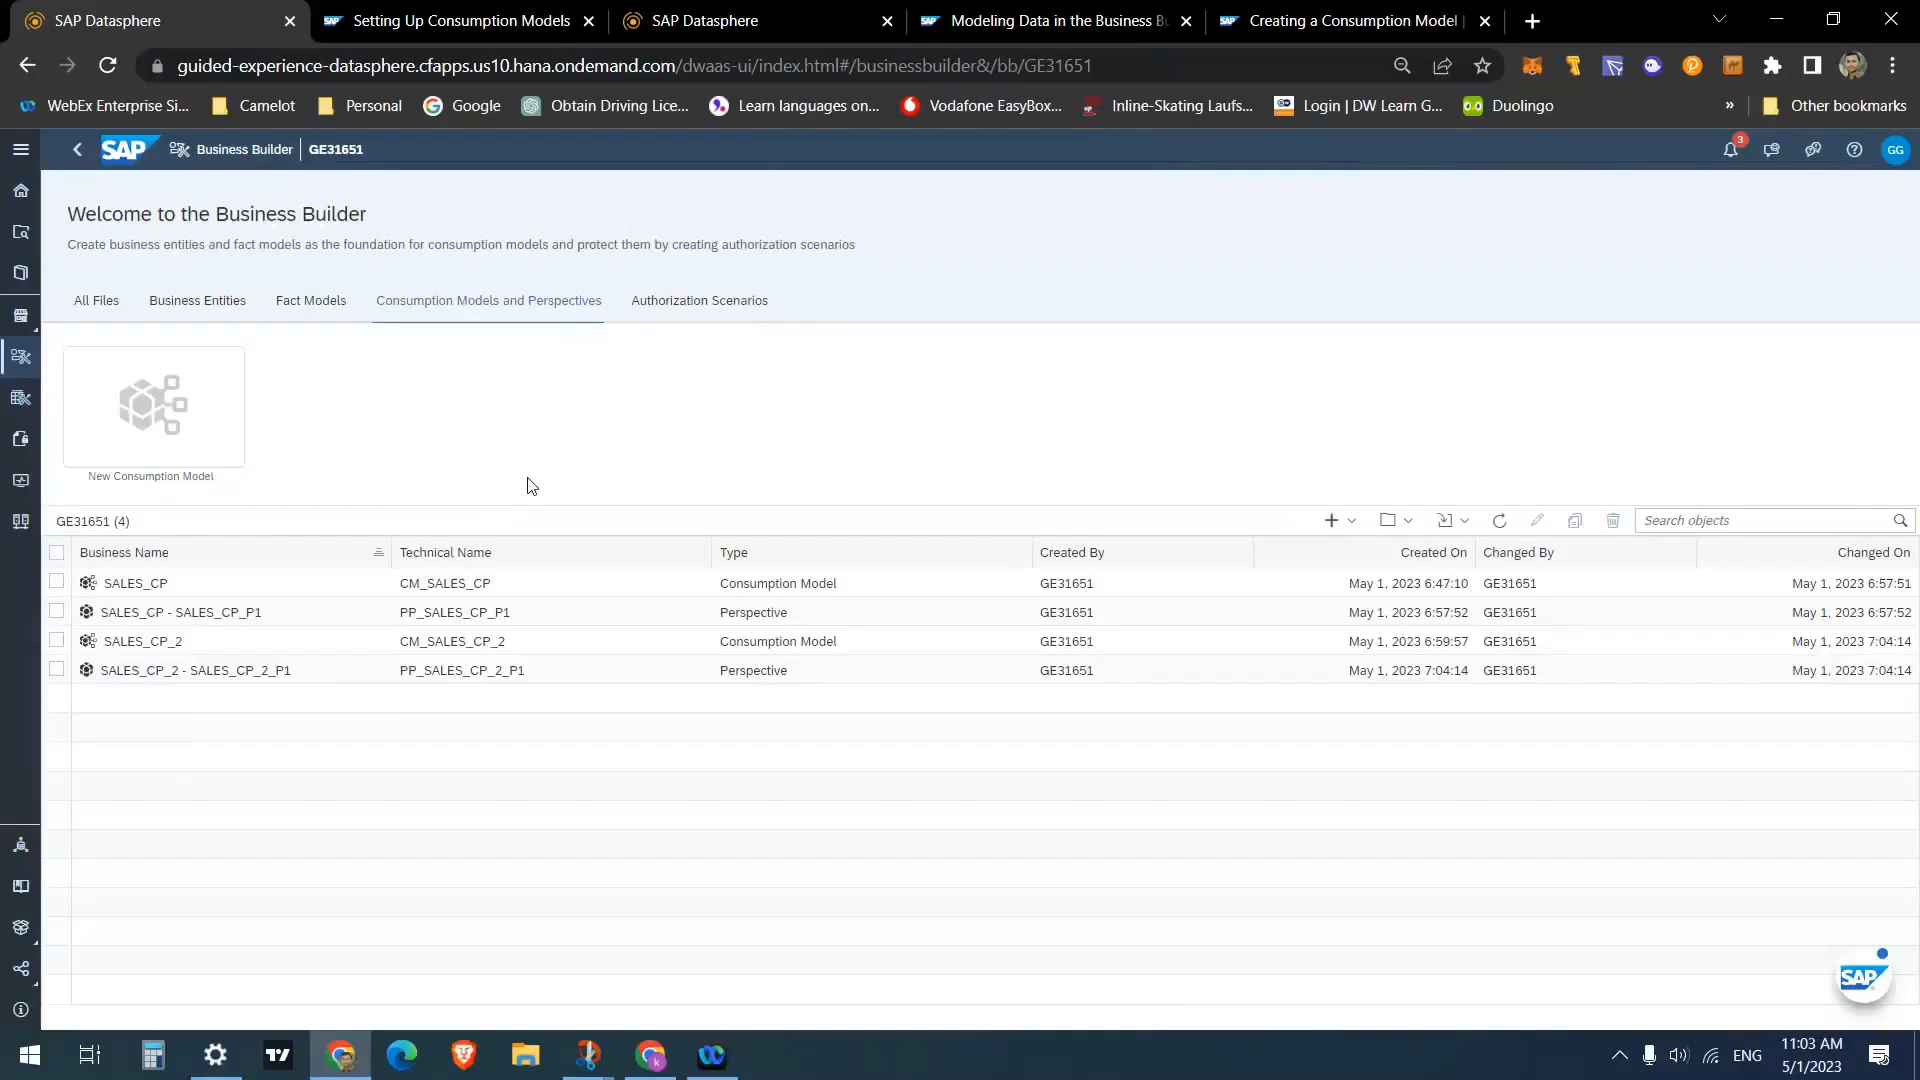 SAP Datasphere
Setting Up Consumption Models
SAP Datasphere
Modeling Data in the Business B
Creating a Consumption Model |
guided-experience-datasphere.cfapps.us10.hana.ondemand.com/dwaas-ui/index.html#/businessbuilder&/bb/GE31651
WebEx Enterprise Si...
Camelot
Personal
Google
Obtain Driving Lice...
Learn languages on...
Vodafone EasyBox...
Inline-Skating Laufs...
Login | DW Learn G...
Duolingo
»
Other bookmarks
SAP
Business Builder
GE31651
3
GG
Welcome to the Business Builder
Create business entities and fact models as the foundation for consumption models and protect them by creating authorization scenarios
All Files
Business Entities
Fact Models
Consumption Models and Perspectives
Authorization Scenarios
New Consumption Model
GE31651 (4)
Search objects
Business Name Technical Name Type Created By Created On Changed By Changed On
SALES_CP CM_SALES_CP Consumption Model GE31651 May 1, 2023 6:47:10 GE31651 May 1, 2023 6:57:51
SALES_CP - SALES_CP_P1 PP_SALES_CP_P1 Perspective GE31651 May 1, 2023 6:57:52 GE31651 May 1, 2023 6:57:52
SALES_CP_2 CM_SALES_CP_2 Consumption Model GE31651 May 1, 2023 6:59:57 GE31651 May 1, 2023 7:04:14
SALES_CP_2 - SALES_CP_2_P1 PP_SALES_CP_2_P1 Perspective GE31651 May 1, 2023 7:04:14 GE31651 May 1, 2023 7:04:14
SAP
ENG
11:03 AM
5/1/2023